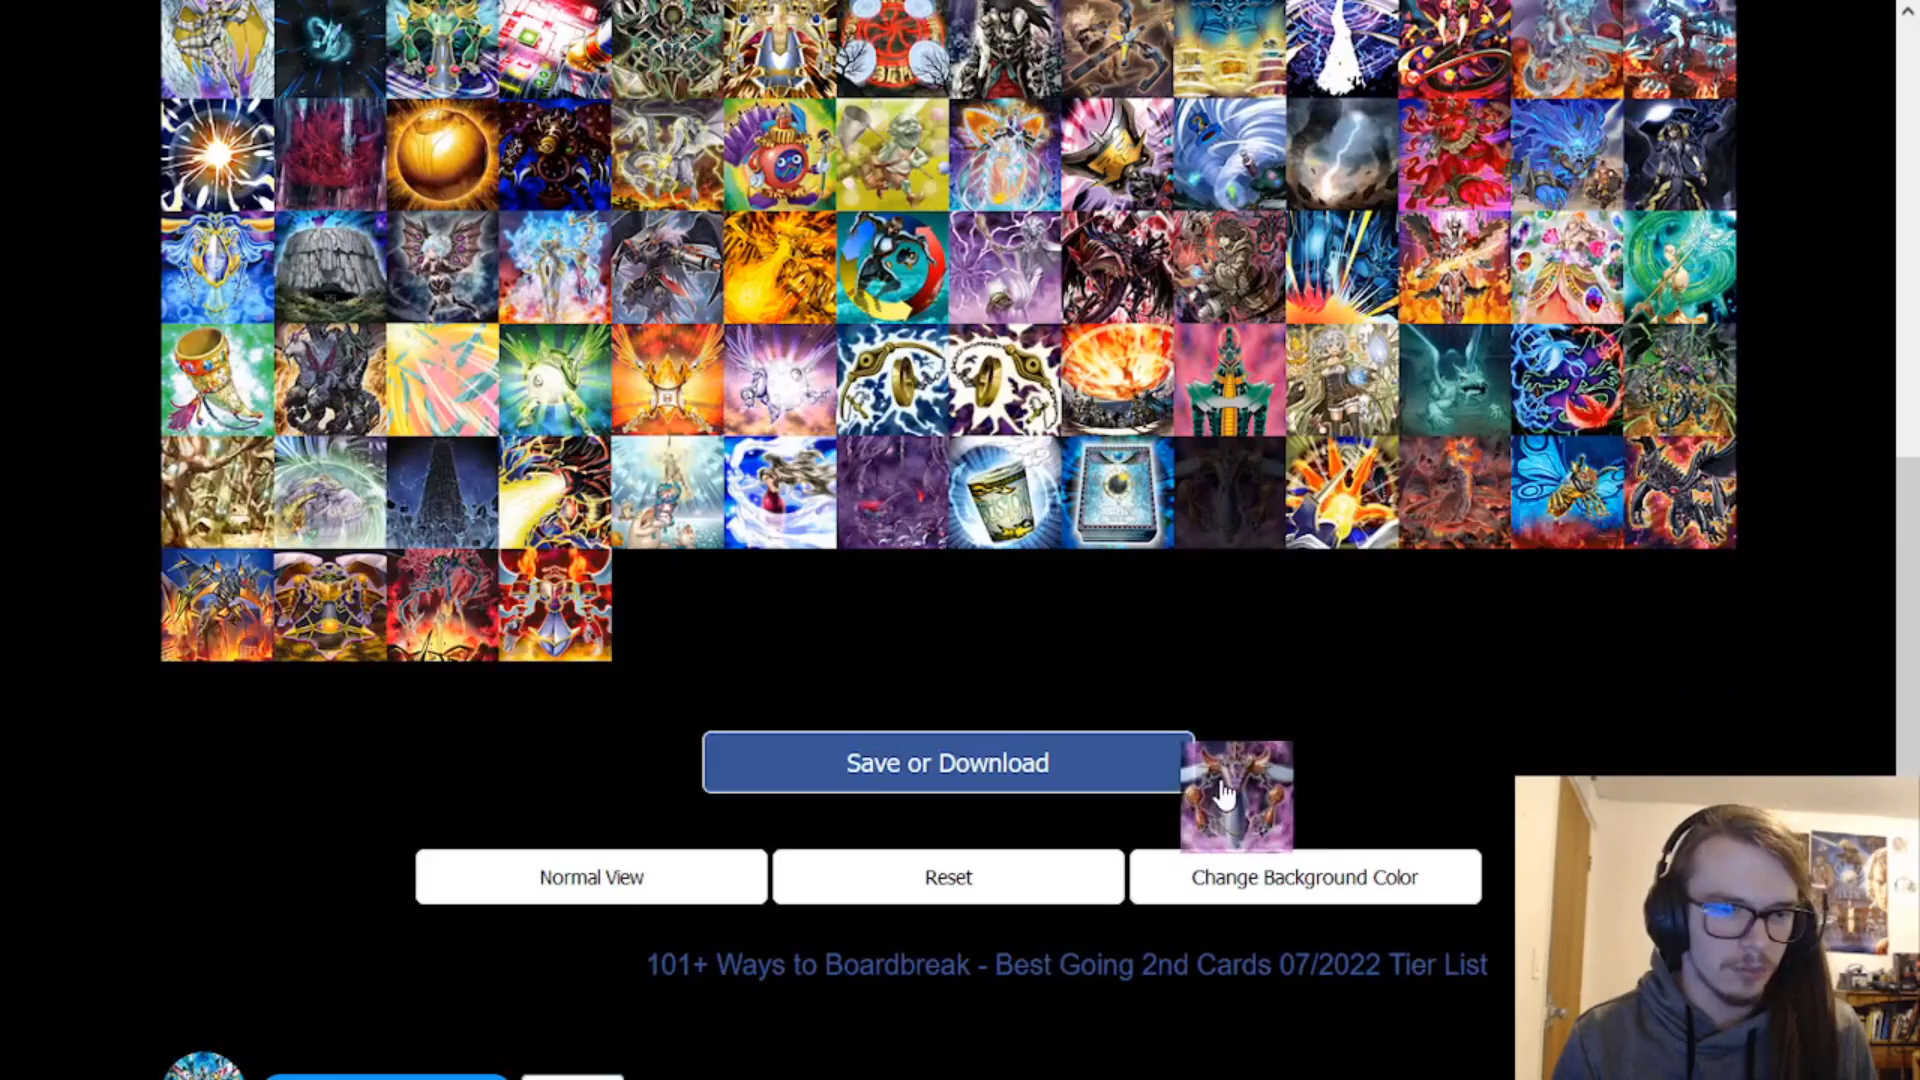 Save or Download
Normal View
Reset
Change Background Color
101+ Ways to Boardbreak - Best Going 2nd Cards 07/2022 Tier List